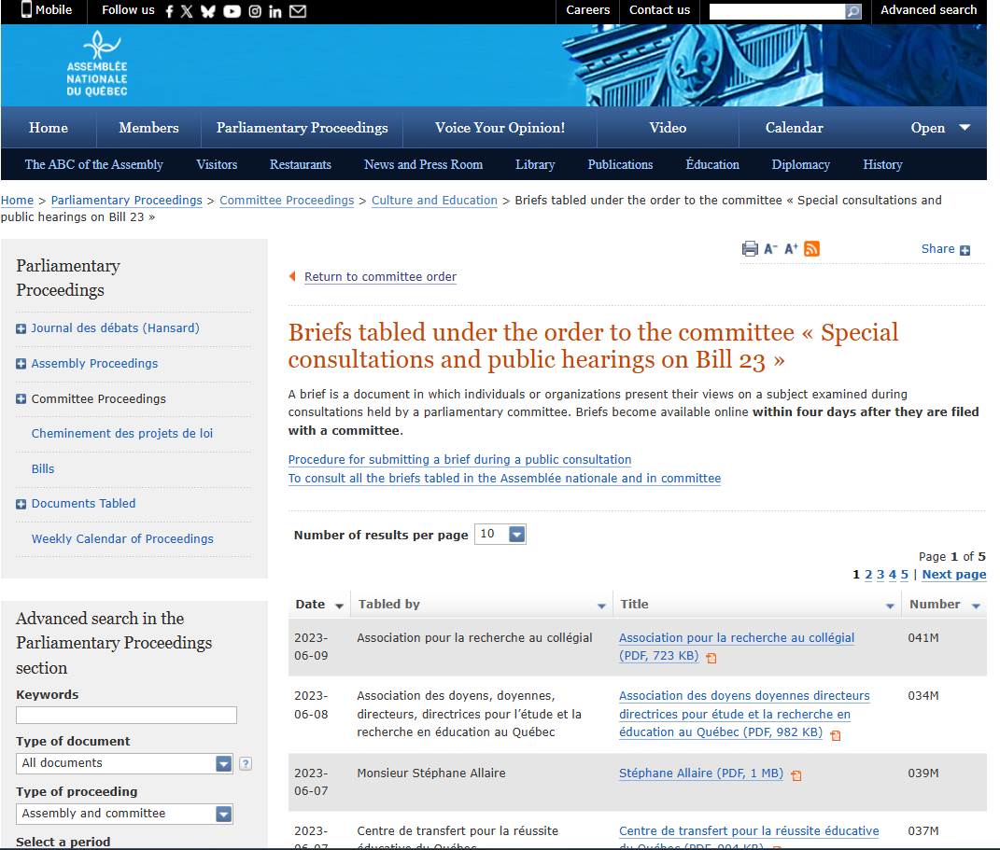 Mobile
Follow us
Careers
Contact us
Advanced search
ASSEMBLÉE
NATIONALE
DU QUÉBEC
Home
Members
Parliamentary Proceedings
Voice Your Opinion!
Video
Calendar
Open
The ABC of the Assembly
Visitors
Restaurants
News and Press Room
Library
Publications
Éducation
Diplomacy
History
Home > Parliamentary Proceedings > Committee Proceedings > Culture and Education > Briefs tabled under the order to the committee « Special consultations and
public hearings on Bill 23 »
Parliamentary
Proceedings
Journal des débats (Hansard)
Assembly Proceedings
Committee Proceedings
Cheminement des projets de loi
Bills
Documents Tabled
Weekly Calendar of Proceedings
Advanced search in the
Parliamentary Proceedings
section
Keywords
Type of document
All documents
?
Type of proceeding
Assembly and committee
Select a period
A-
A+
Share
Return to committee order
Briefs tabled under the order to the committee « Special
consultations and public hearings on Bill 23 »
A brief is a document in which individuals or organizations present their views on a subject examined during
consultations held by a parliamentary committee. Briefs become available online within four days after they are filed
with a committee.
Procedure for submitting a brief during a public consultation
To consult all the briefs tabled in the Assemblée nationale and in committee
Number of results per page 10
Page 1 of 5
1 2 3 4 5 | Next page
Date Tabled by Title Number
2023-
06-09
Association pour la recherche au collégial
Association pour la recherche au collégial
(PDF, 723 KB)
041M
2023-
06-08
Association des doyens, doyennes,
directeurs, directrices pour l'étude et la
recherche en éducation au Québec
Association des doyens doyennes directeurs
directrices pour étude et la recherche en
éducation au Québec (PDF, 982 KB)
034M
2023-
06-07
Monsieur Stéphane Allaire
Stéphane Allaire (PDF, 1 MB)
039M
2023-
06-07
Centre de transfert pour la réussite
éducative du Québec
Centre de transfert pour la réussite éducative
du Québec (PDF, 904 KB)
037M